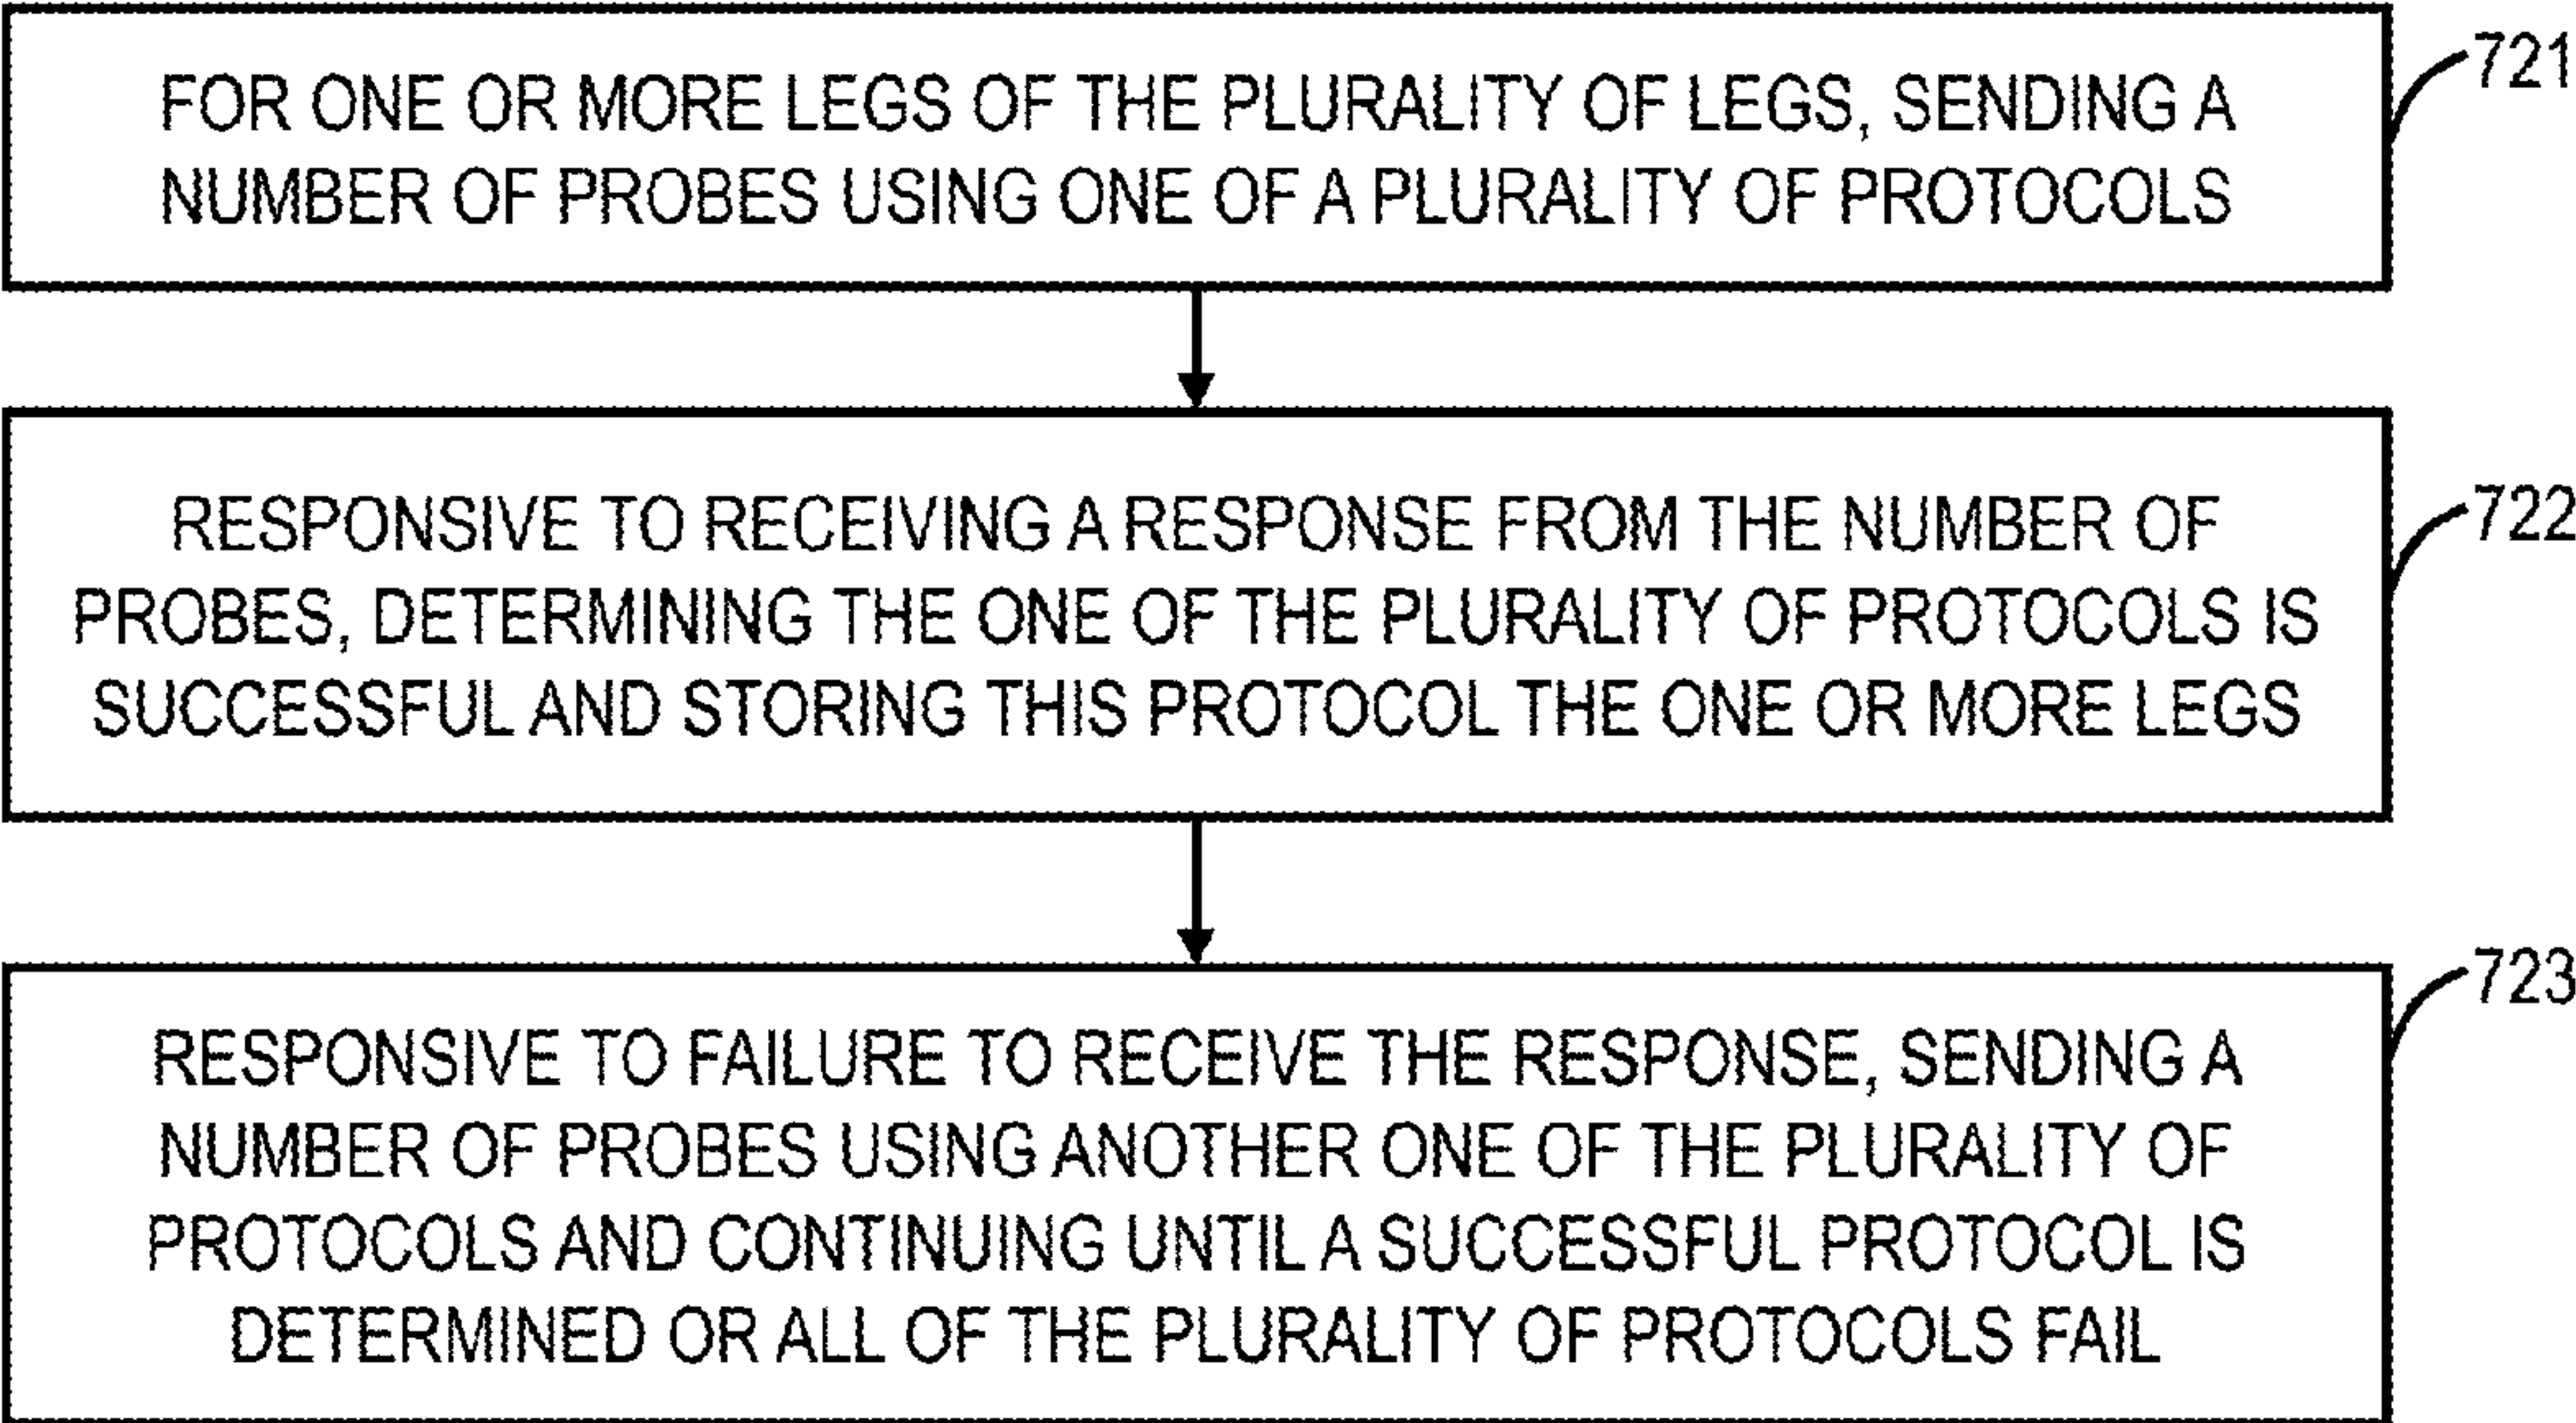 FOR ONE OR MORE LEGS OF THE PLURALITY OF LEGS, SENDING A
NUMBER OF PROBES USING ONE OF A PLURALITY OF PROTOCOLS
721
RESPONSIVE TO RECEIVING A RESPONSE FROM THE NUMBER OF
PROBES, DETERMINING THE ONE OF THE PLURALITY OF PROTOCOLS IS
SUCCESSFUL AND STORING THIS PROTOCOL THE ONE OR MORE LEGS
722
RESPONSIVE TO FAILURE TO RECEIVE THE RESPONSE, SENDING A
NUMBER OF PROBES USING ANOTHER ONE OF THE PLURALITY OF
PROTOCOLS AND CONTINUING UNTIL A SUCCESSFUL PROTOCOL IS
DETERMINED OR ALL OF THE PLURALITY OF PROTOCOLS FAIL
723